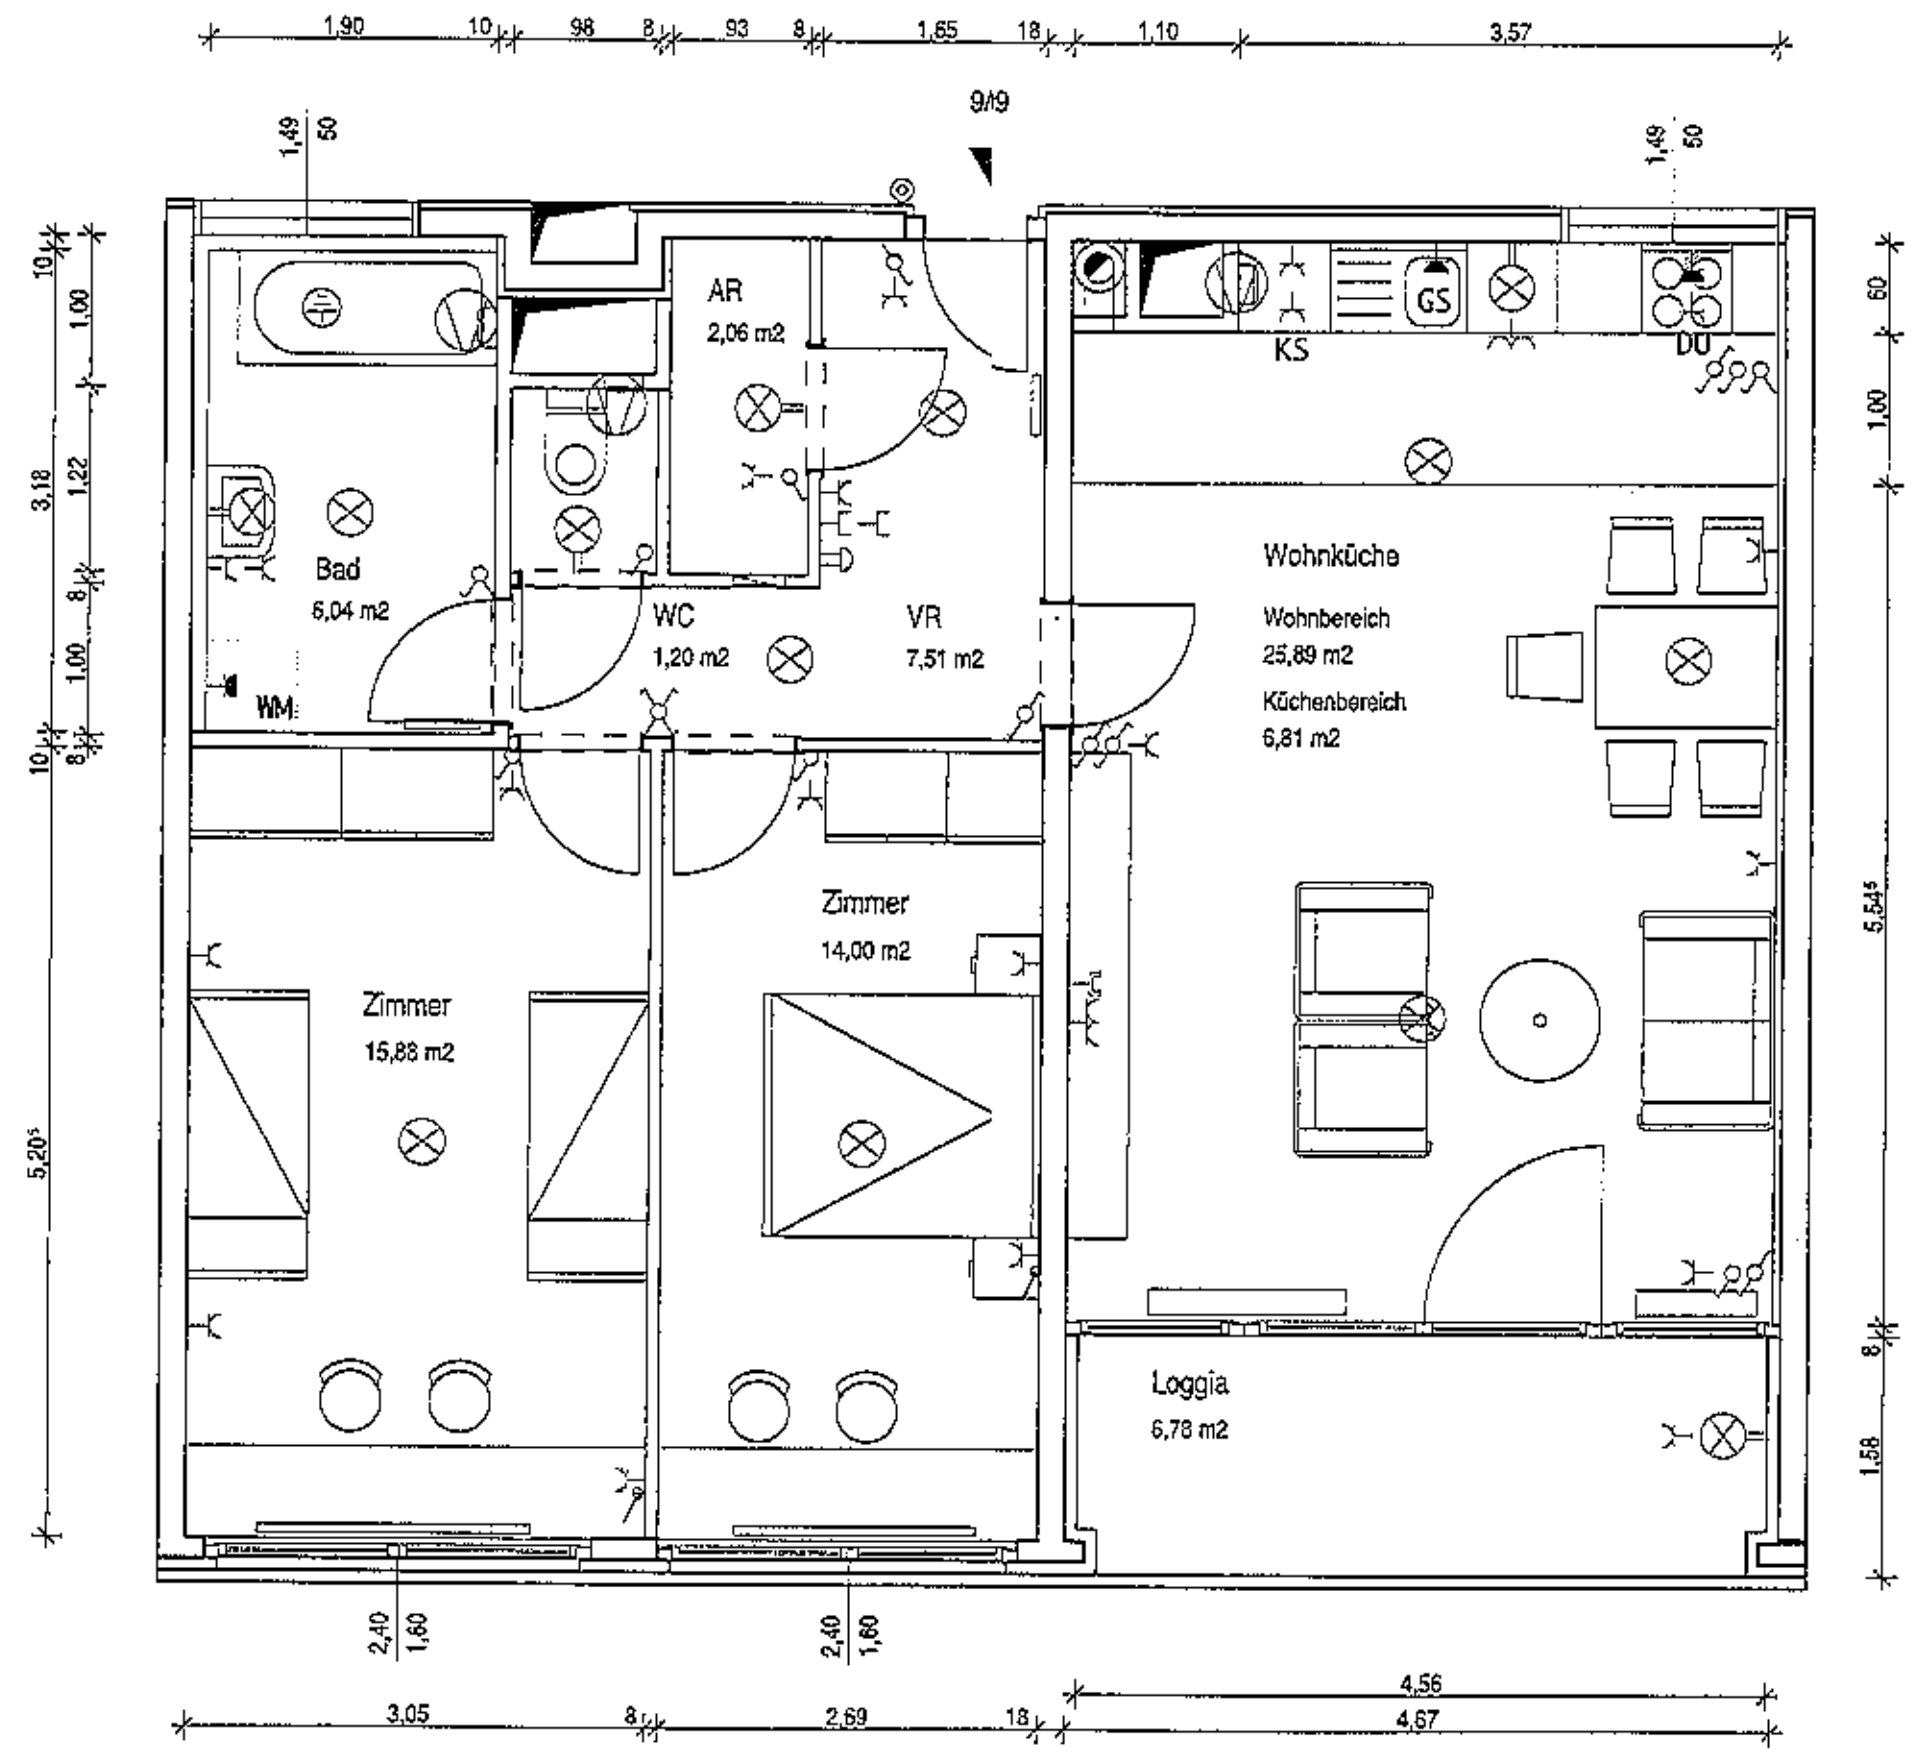 1,90 10 98 8 93 8 1,65 18 1,10 3,57
9/9
1,49
50
1,49
50
10
1,00
3,18
1,22
8
1,00
10
8
5,20⁵
60
1,00
5,54⁵
8
1,58
AR
2,06 m2
GS
KS
DU
Bad
6,04 m2
WM
WC
1,20 m2
VR
7,51 m2
Wohnküche
Wohnbereich
25,89 m2
Küchenbereich
6,81 m2
Zimmer
14,00 m2
Zimmer
15,88 m2
Loggia
6,78 m2
2,40
1,60
2,40
1,60
4,56
3,05 8 2,69 18 4,67